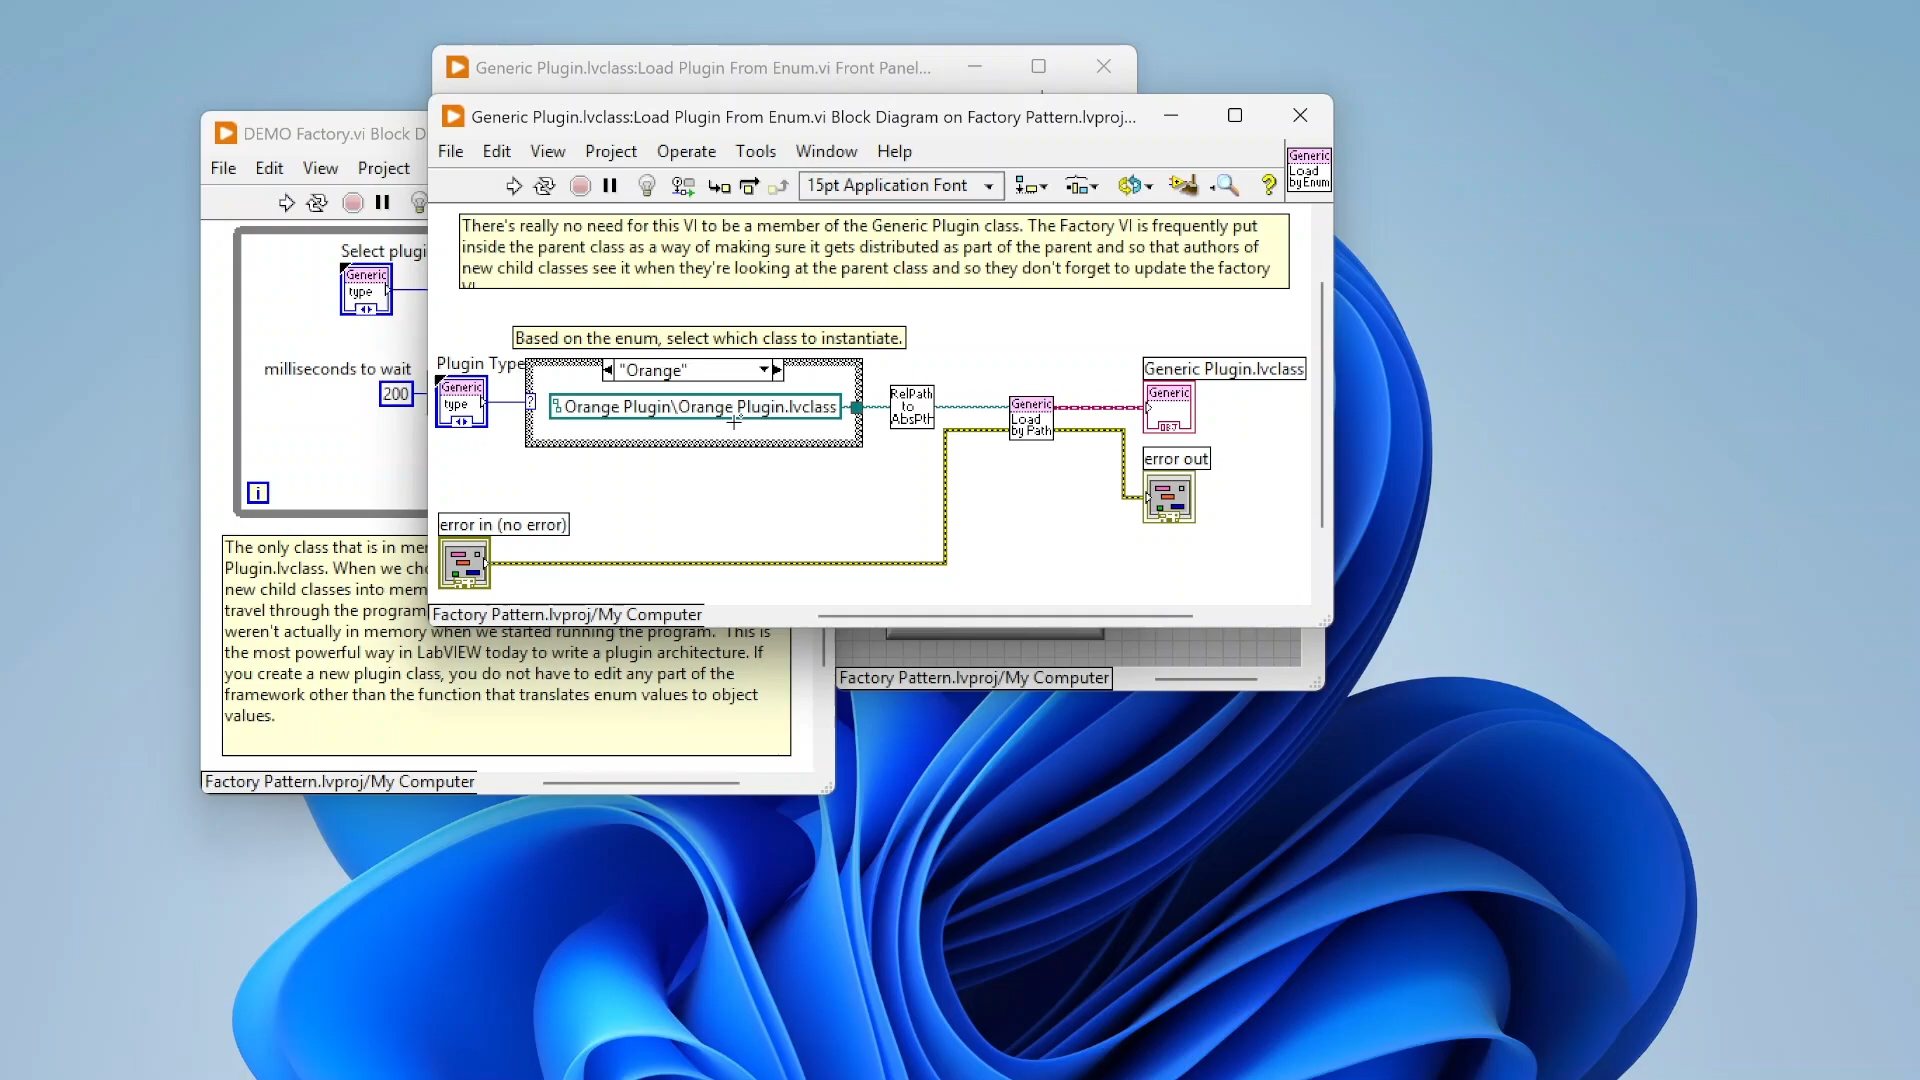 Generic Plugin.lvclass:Load Plugin From Enum.vi Front Panel...
Generic Plugin.lvclass:Load Plugin From Enum.vi Block Diagram on Factory Pattern.lvproj...
File Edit View Project Operate Tools Window Help
15pt Application Font
?
Generic
Load
by Enum
There's really no need for this VI to be a member of the Generic Plugin class. The Factory VI is frequently put
inside the parent class as a way of making sure it gets distributed as part of the parent and so that authors of
new child classes see it when they're looking at the parent class and so they don't forget to update the factory
Based on the enum, select which class to instantiate.
Plugin Type
Generic
type
"Orange"
?
Orange Plugin\Orange Plugin.lvclass
RelPath
to
AbsPth
Generic
Load
by Path
Generic Plugin.lvclass
Generic
OBJ
error out
error in (no error)
Factory Pattern.lvproj/My Computer
DEMO Factory.vi Block D
File Edit View Project
Select plugi
Generic
type
milliseconds to wait
200
i
The only class that is in mem
Plugin.lvclass. When we cho
new child classes into mem
travel through the program
weren't actually in memory when we started running the program. This is
the most powerful way in LabVIEW today to write a plugin architecture. If
you create a new plugin class, you do not have to edit any part of the
framework other than the function that translates enum values to object
values.
Factory Pattern.lvproj/My Computer
Factory Pattern.lvproj/My Computer